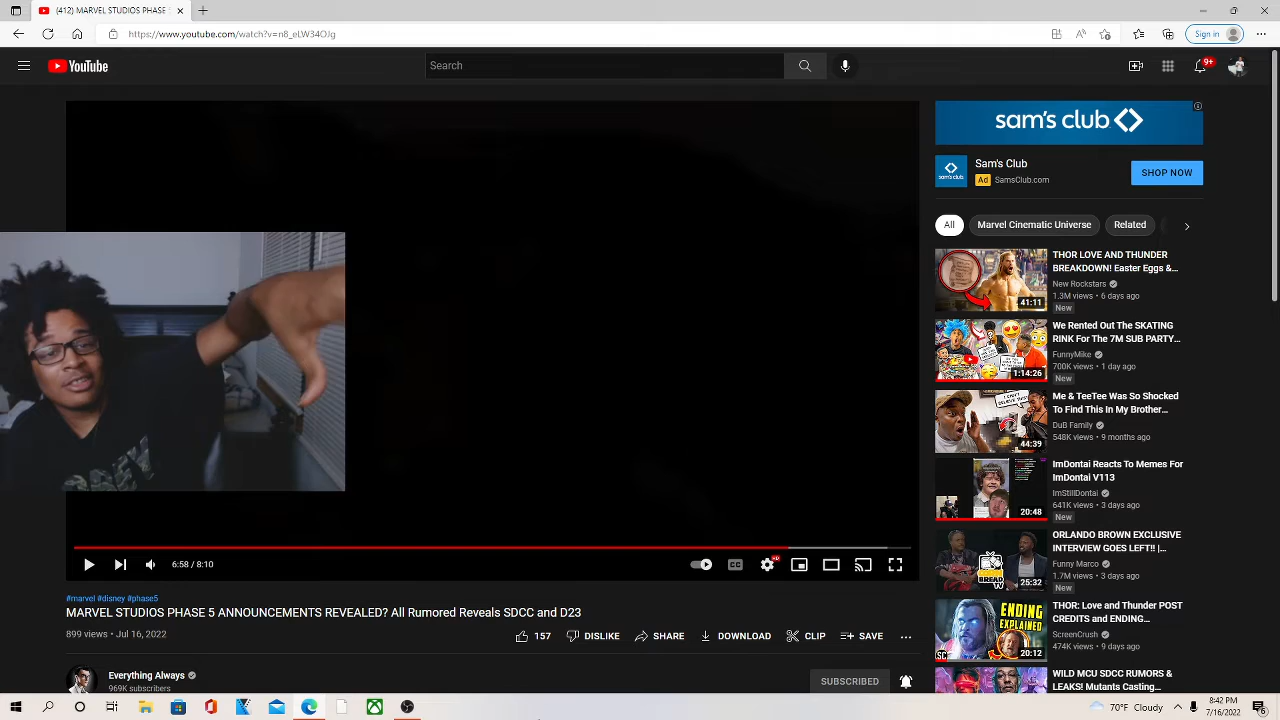 (412) MARVEL STUDIOS PHASE
https://www.youtube.com/watch?v=n8_eLW34OJg
Sign in
YouTube
Search
9+
sam's club
Sam's Club
Ad SamsClub.com
SHOP NOW
All
Marvel Cinematic Universe
Related
THOR LOVE AND THUNDER
BREAKDOWN! Easter Eggs &...
New Rockstars
1.3M views • 6 days ago
New
41:11
We Rented Out The SKATING
RINK For The 7M SUB PARTY...
FunnyMike
700K views • 1 day ago
New
1:14:26
Me & TeeTee Was So Shocked
To Find This In My Brother...
DuB Family
548K views • 9 months ago
44:39
ImDontai Reacts To Memes For
ImDontai V113
ImStillDontai
641K views • 3 days ago
New
20:48
ORLANDO BROWN EXCLUSIVE
INTERVIEW GOES LEFT!! |...
Funny Marco
1.7M views • 3 days ago
New
25:32
THOR: Love and Thunder POST
CREDITS and ENDING...
ScreenCrush
474K views • 9 days ago
ENDING
EXPLAINED
20:12
WILD MCU SDCC RUMORS &
LEAKS! Mutants Casting...
6:58 / 8:10
CC
HD
#marvel #disney #phase5
MARVEL STUDIOS PHASE 5 ANNOUNCEMENTS REVEALED? All Rumored Reveals SDCC and D23
899 views • Jul 16, 2022
157
DISLIKE
SHARE
DOWNLOAD
CLIP
SAVE
Everything Always
969K subscribers
SUBSCRIBED
70°F Cloudy
8:42 PM
7/16/2022